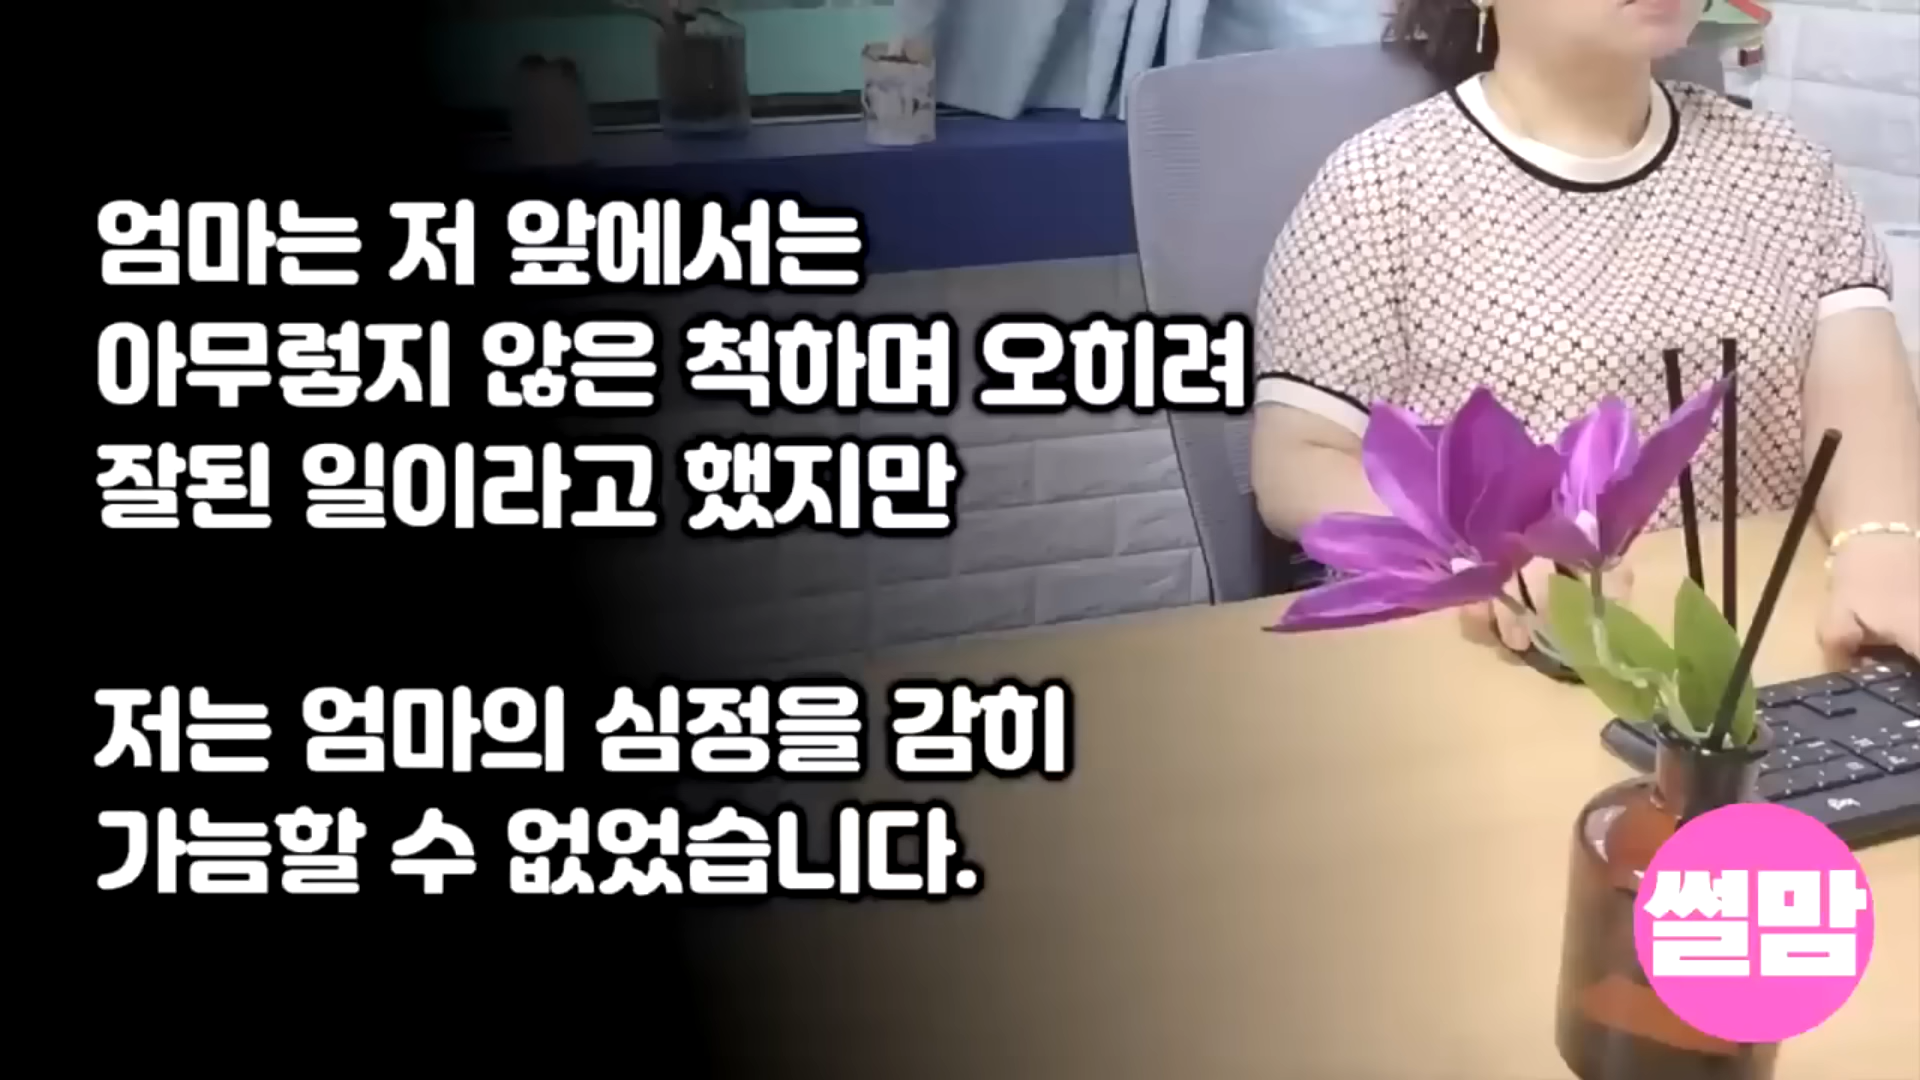 엄마는 저 앞에서는
아무렇지 않은 척하며 오히려
잘된 일이라고 했지만
저는 엄마의 심정을 감히
가늠할 수 없었습니다.
썰맘